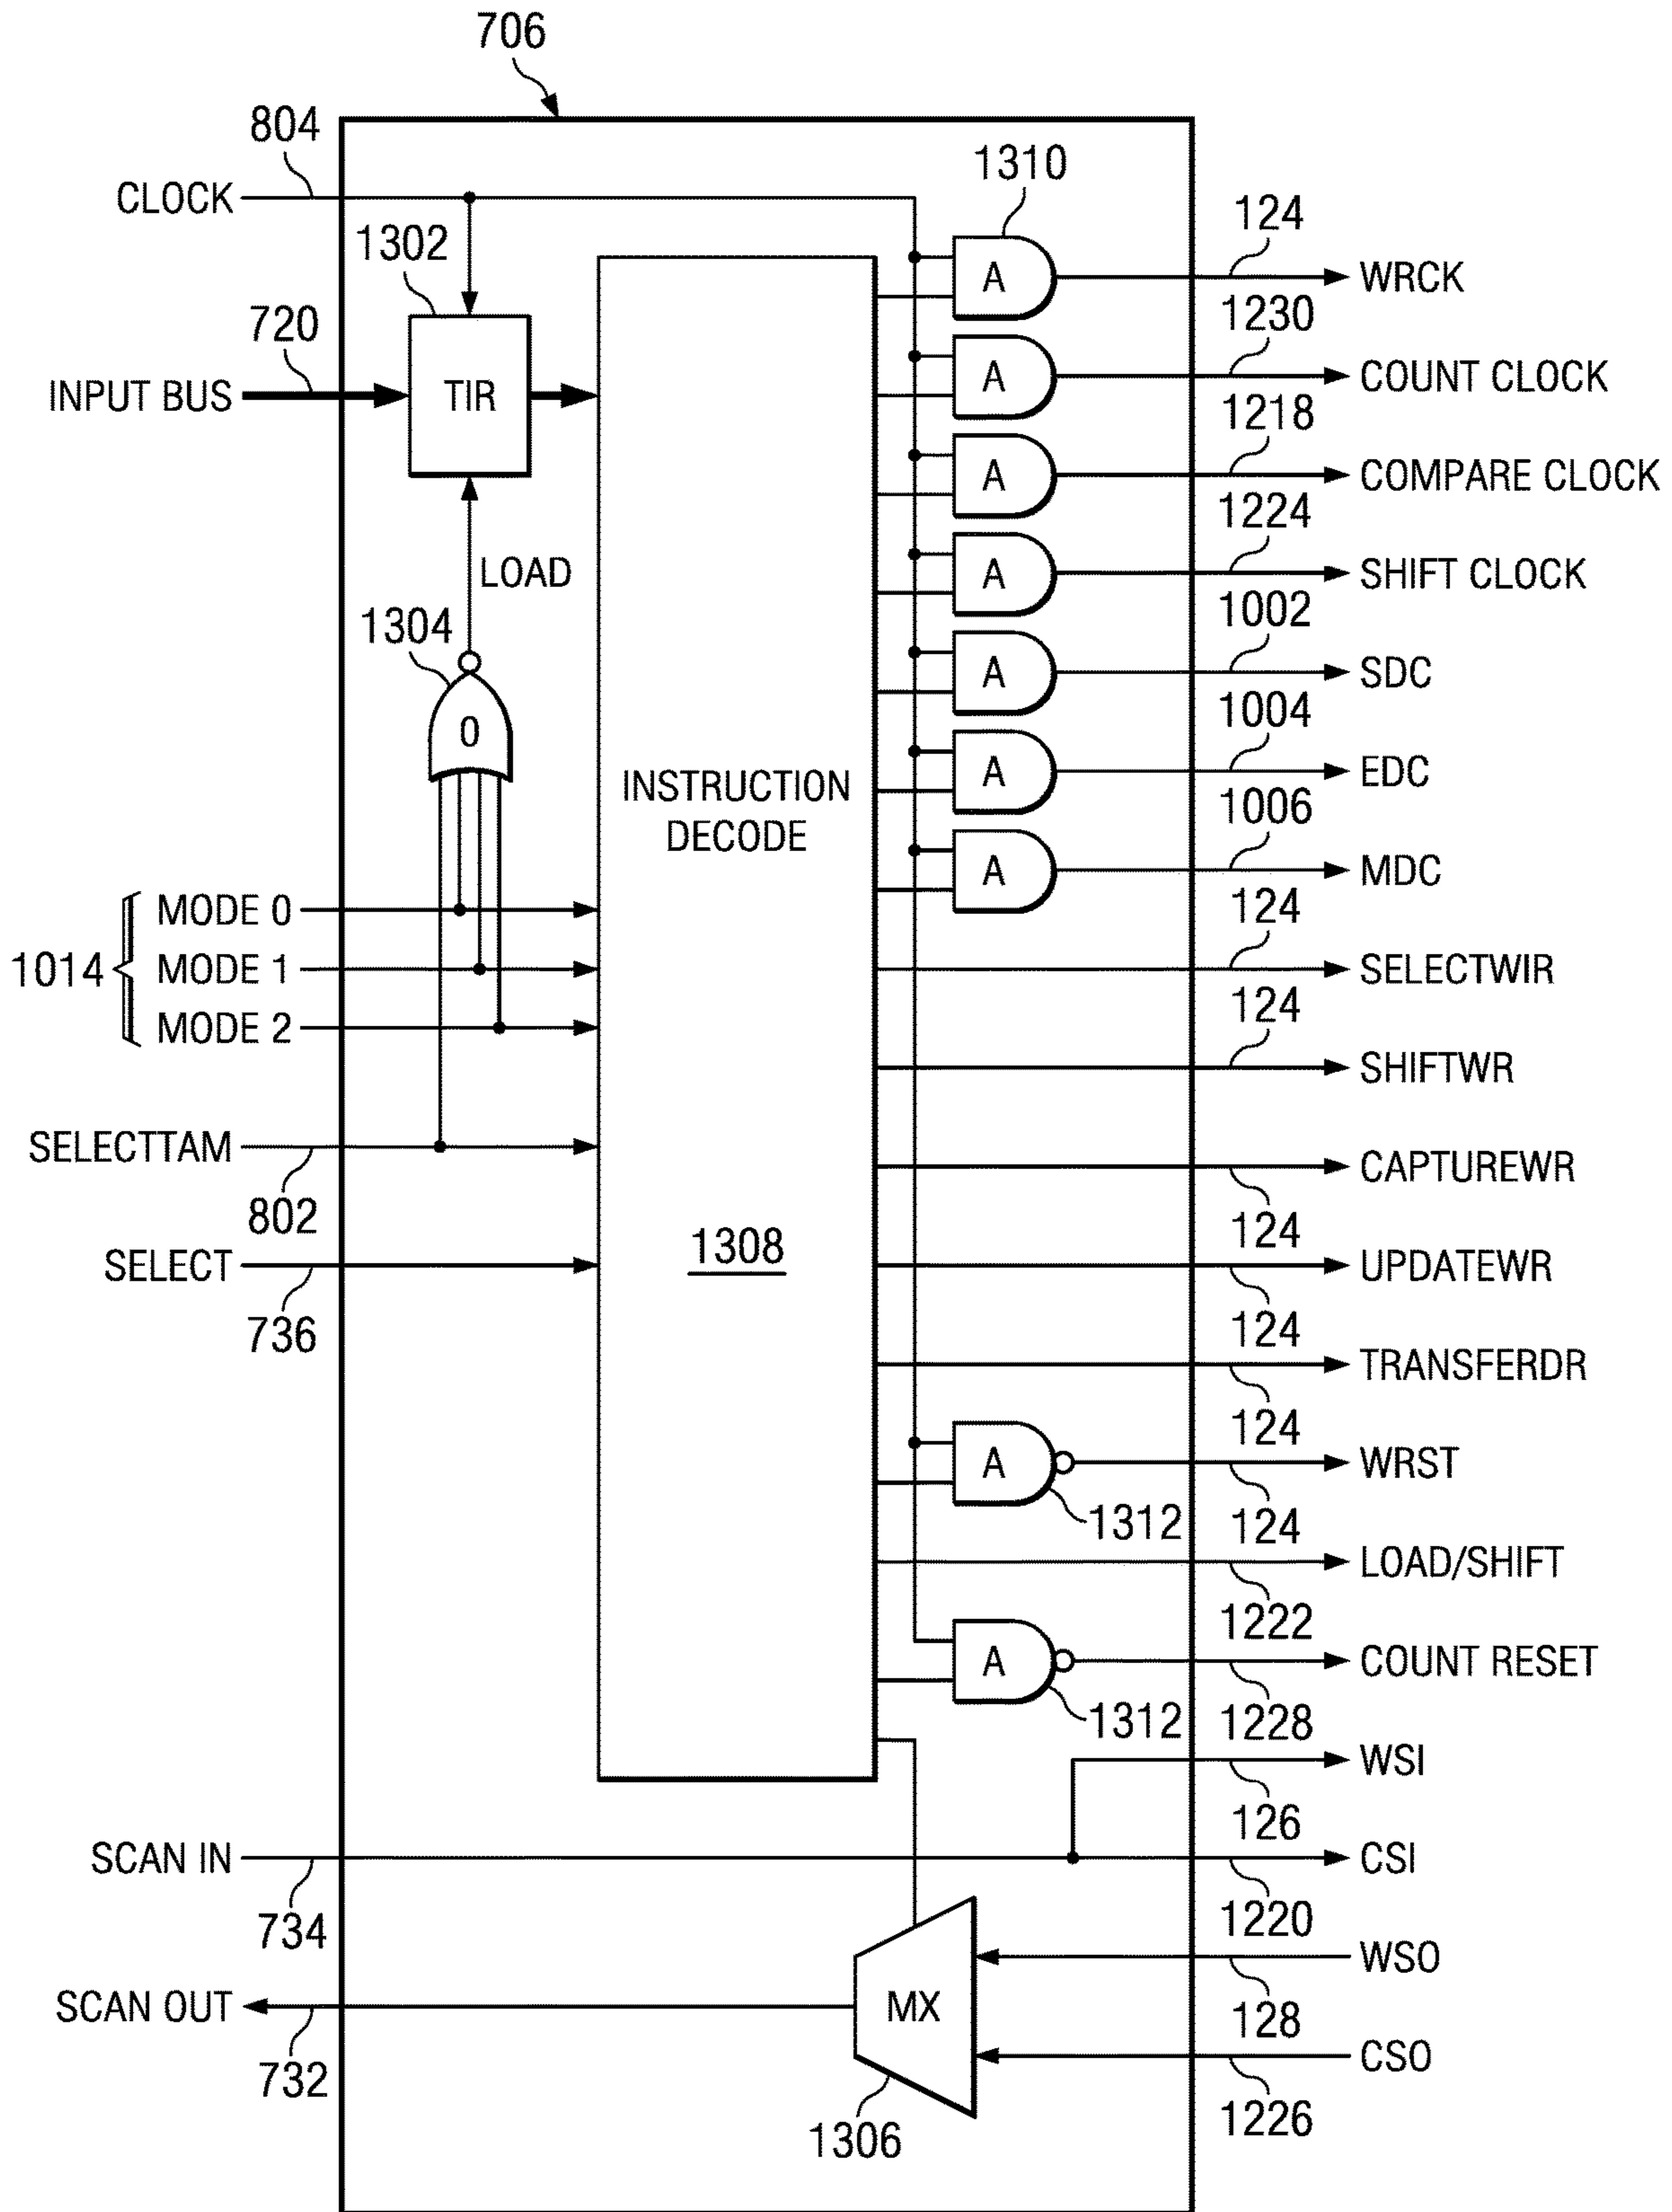 706
804
CLOCK
1310
1302
A
124
WRCK
720
1230
INPUT BUS
TIR
A
COUNT CLOCK
1218
A
COMPARE CLOCK
1224
LOAD
A
SHIFT CLOCK
1304
1002
A
SDC
0
1004
INSTRUCTION
DECODE
A
EDC
1006
A
MDC
MODE 0
124
1014
MODE 1
SELECTWIR
MODE 2
124
SHIFTWR
SELECTTAM
802
CAPTUREWR
124
SELECT
736
1308
UPDATEWR
124
TRANSFERDR
124
A
WRST
1312
124
LOAD/SHIFT
1222
A
COUNT RESET
1312
1228
WSI
126
SCAN IN
734
CSI
1220
WSO
128
SCAN OUT
732
MX
CSO
1226
1306